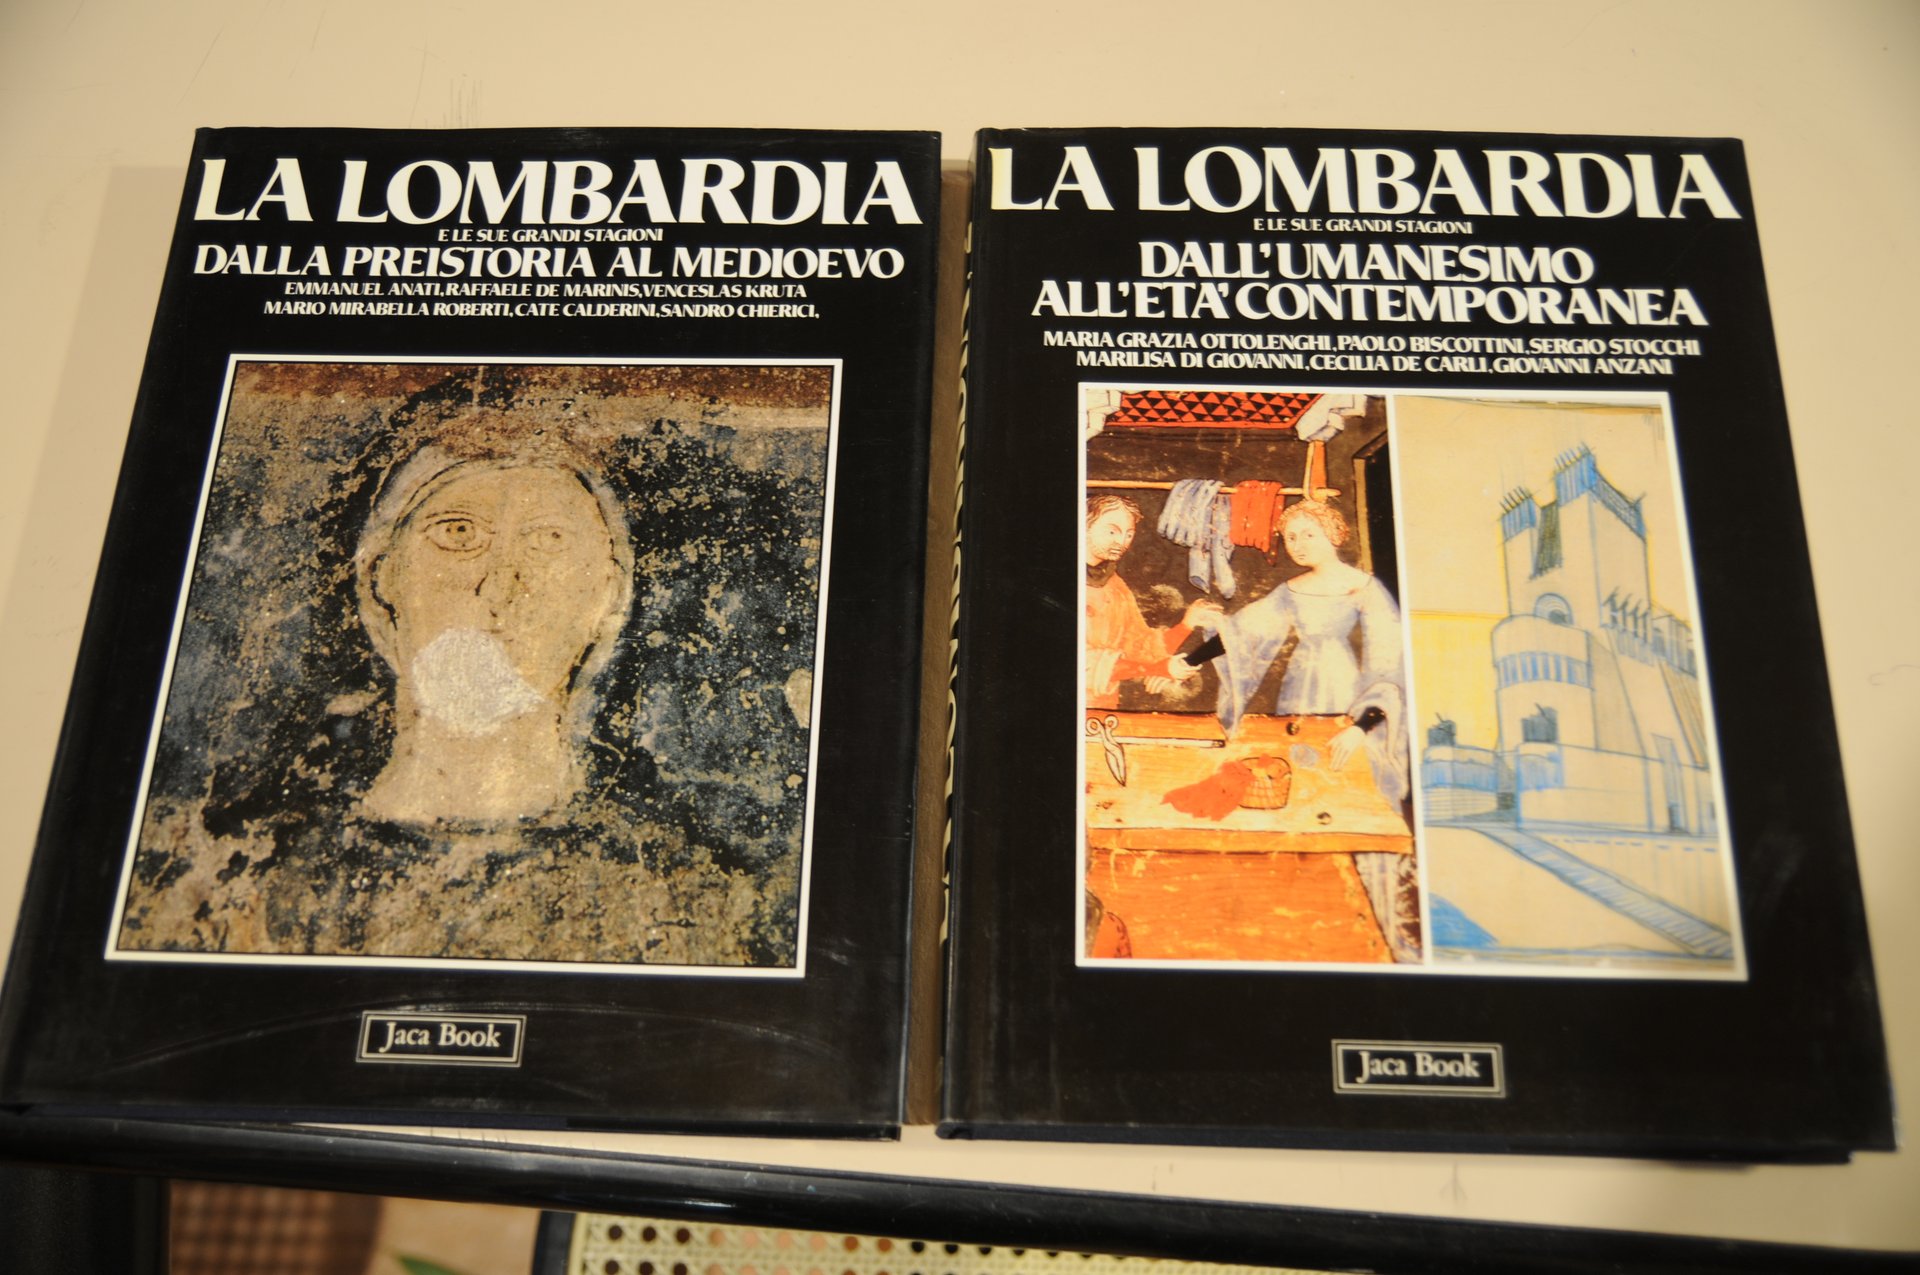 LA LOMBARDIA
E LE SUE GRANDI STAGIONI
DALLA PREISTORIA AL MEDIOEVO
EMMANUEL ANATI, RAFFAELE DE MARINIS, VENCESLAS KRUTA
MARIO MIRABELLA ROBERTI, CATE CALDERINI, SANDRO CHIERICI,
Jaca Book
LA LOMBARDIA
E LE SUE GRANDI STAGIONI
DALL'UMANESIMO
ALL'ETA' CONTEMPORANEA
MARIA GRAZIA OTTOLENGHI, PAOLO BISCOTTINI, SERGIO STOCCHI
MARILISA DI GIOVANNI, CECILIA DE CARLI, GIOVANNI ANZANI
Jaca Book